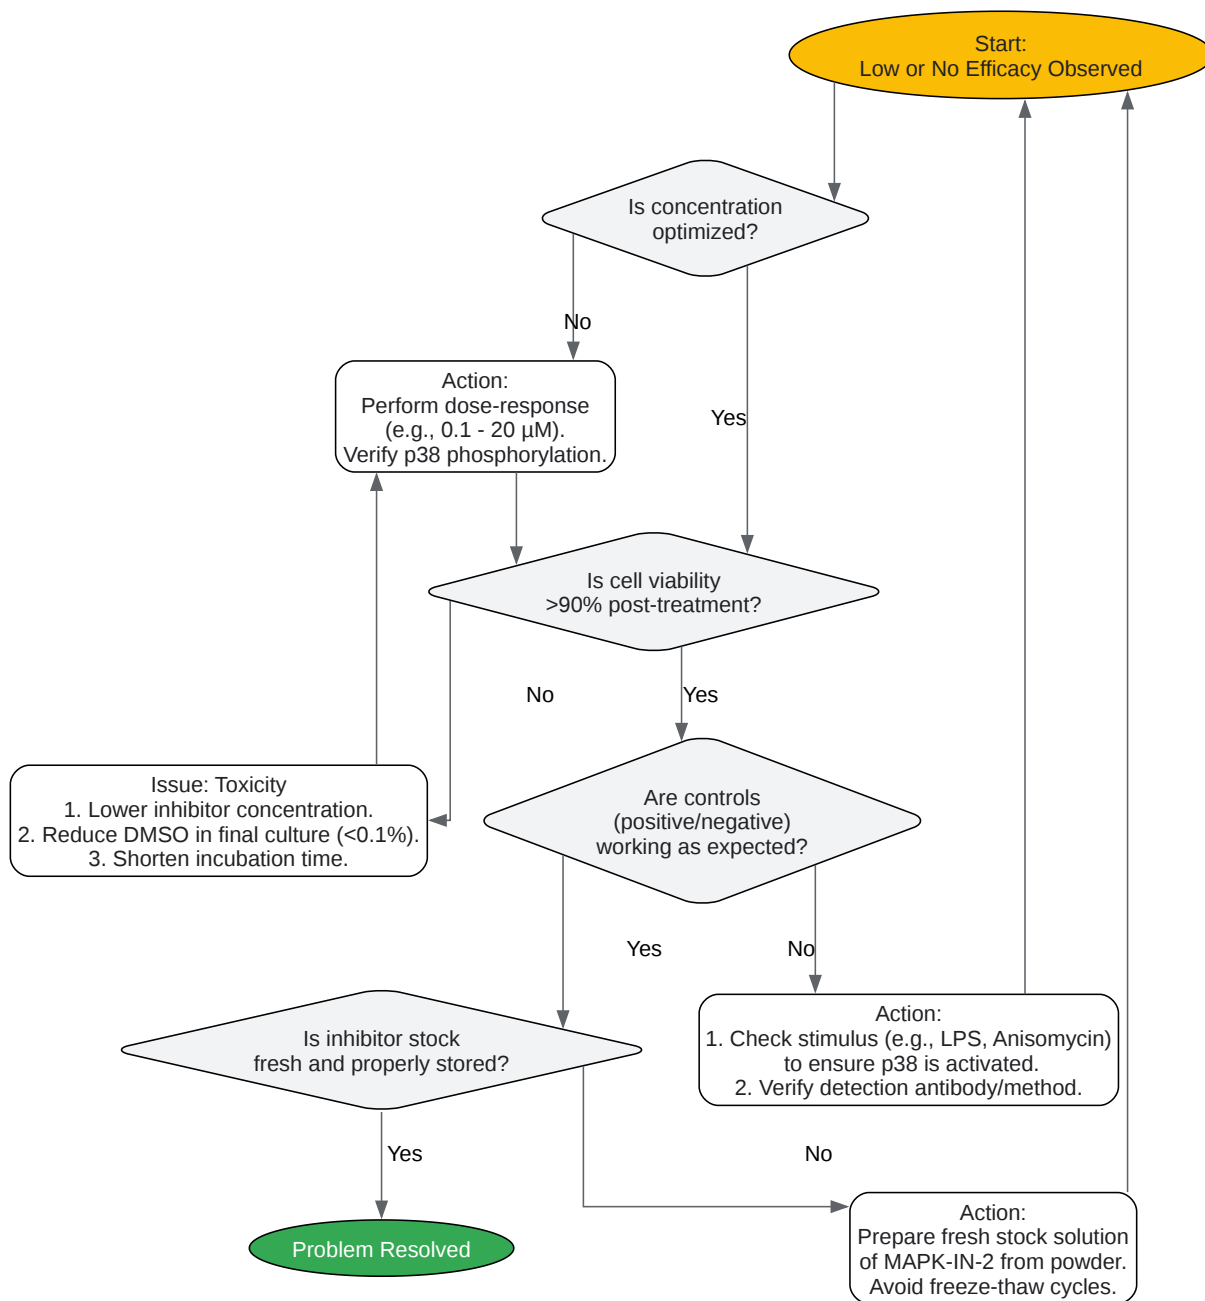 Start:
Low or No Efficacy Observed
Is concentration
optimized?
No
Action:
Perform dose-response
(e.g., 0.1 - 20 µM).
Verify p38 phosphorylation.
Yes
Is cell viability
>90% post-treatment?
No
Yes
Issue: Toxicity
1. Lower inhibitor concentration.
2. Reduce DMSO in final culture (<0.1%).
3. Shorten incubation time.
Are controls
(positive/negative)
working as expected?
Yes
No
Is inhibitor stock
fresh and properly stored?
Action:
1. Check stimulus (e.g., LPS, Anisomycin)
to ensure p38 is activated.
2. Verify detection antibody/method.
Yes
No
Problem Resolved
Action:
Prepare fresh stock solution
of MAPK-IN-2 from powder.
Avoid freeze-thaw cycles.